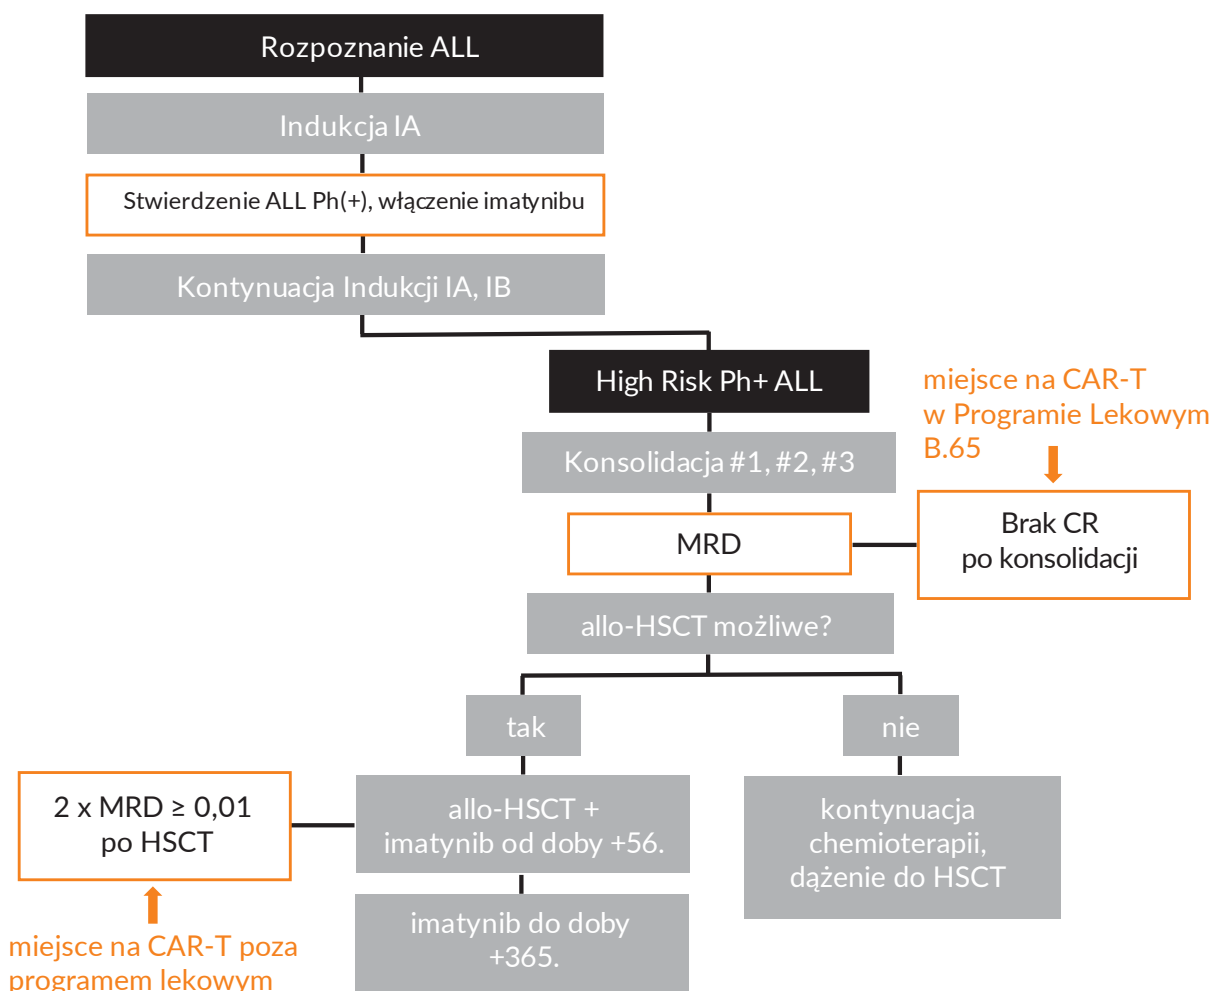 Rozpoznanie ALL
Indukcja IA
Stwierdzenie ALL Ph(+), włączenie imatynibu
Kontynuacja Indukcji IA, IB
High Risk Ph+ ALL
miejsce na CAR-T
w Programie Lekowym
B.65
Konsolidacja #1, #2, #3
MRD
Brak CR
po konsolidacji
allo-HSCT możliwe?
tak
nie
2 x MRD ≥ 0,01
po HSCT
allo-HSCT +
imatynib od doby +56.
kontynuacja
chemioterapii,
dążenie do HSCT
imatynib do doby
+365.
miejsce na CAR-T poza
programem lekowym